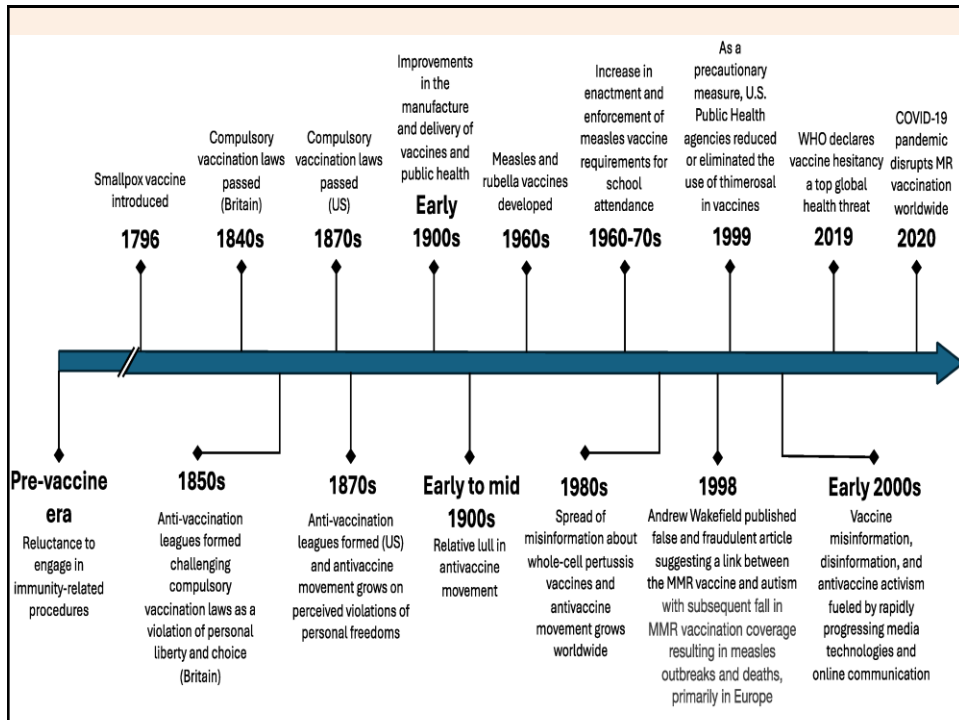 Smallpox vaccine
introduced
1796
Compulsory
vaccination laws
passed
(Britain)
1840s
Compulsory
vaccination laws
passed
(US)
1870s
Improvements
in the
manufacture
and delivery of
vaccines and
public health
Early
1900s
Measles and
rubella vaccines
developed
1960s
Increase in
enactment and
enforcement of
measles vaccine
requirements for
school
attendance
1960-70s
As a
precautionary
measure, U.S.
Public Health
agencies reduced
or eliminated the
use of thimerosal
in vaccines
1999
WHO declares
vaccine hesitancy
a top global
health threat
2019
COVID-19
pandemic
disrupts MR
vaccination
worldwide
2020
Pre-vaccine
era
Reluctance to
engage in
immunity-related
procedures
1850s
Anti-vaccination
leagues formed
challenging
compulsory
vaccination laws as a
violation of personal
liberty and choice
(Britain)
1870s
Anti-vaccination
leagues formed (US)
and antivaccine
movement grows on
perceived violations of
personal freedoms
Early to mid
1900s
Relative lull in
antivaccine
movement
1980s
Spread of
misinformation about
whole-cell pertussis
vaccines and
antivaccine
movement grows
worldwide
1998
Andrew Wakefield published
false and fraudulent article
suggesting a link between
the MMR vaccine and autism
with subsequent fall in
MMR vaccination coverage
resulting in measles
outbreaks and deaths,
primarily in Europe
Early 2000s
Vaccine
misinformation,
disinformation, and
antivaccine activism
fueled by rapidly
progressing media
technologies and
online communication